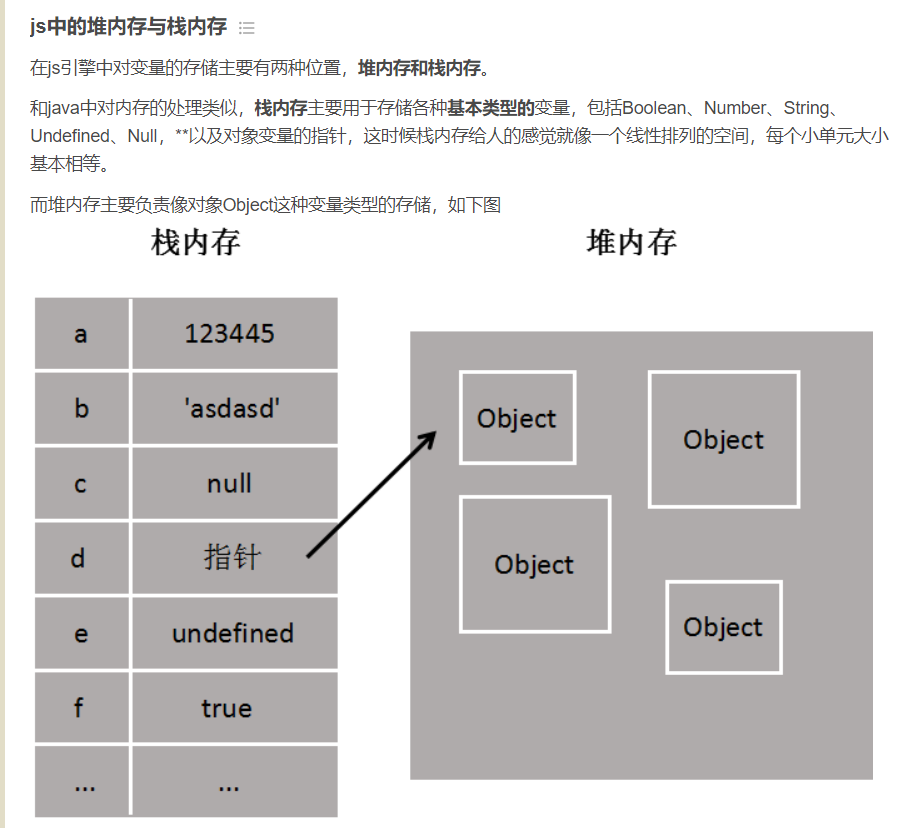 js中的堆内存与栈内存
在js引擎中对变量的存储主要有两种位置，堆内存和栈内存。
和java中对内存的处理类似，栈内存主要用于存储各种基本类型的变量，包括Boolean、Number、String、
Undefined、Null，**以及对象变量的指针，这时候栈内存给人的感觉就像一个线性排列的空间，每个小单元大小
基本相等。
而堆内存主要负责像对象Object这种变量类型的存储，如下图
栈内存
堆内存
a 123445
b 'asdasd'
c null
d 指针
e undefined
f true
... ...
Object
Object
Object
Object